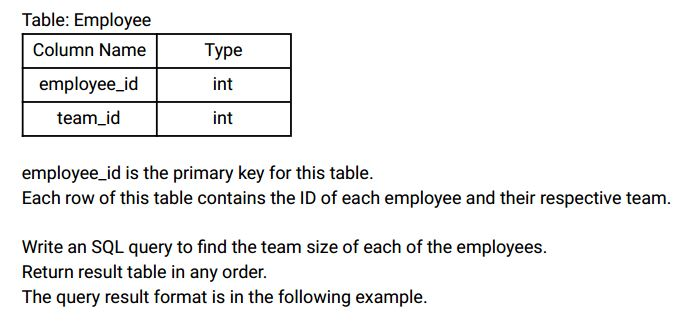 Table: Employee
Column Name Type
employee_id int
team_id int
employee_id is the primary key for this table.
Each row of this table contains the ID of each employee and their respective team.
Write an SQL query to find the team size of each of the employees.
Return result table in any order.
The query result format is in the following example.